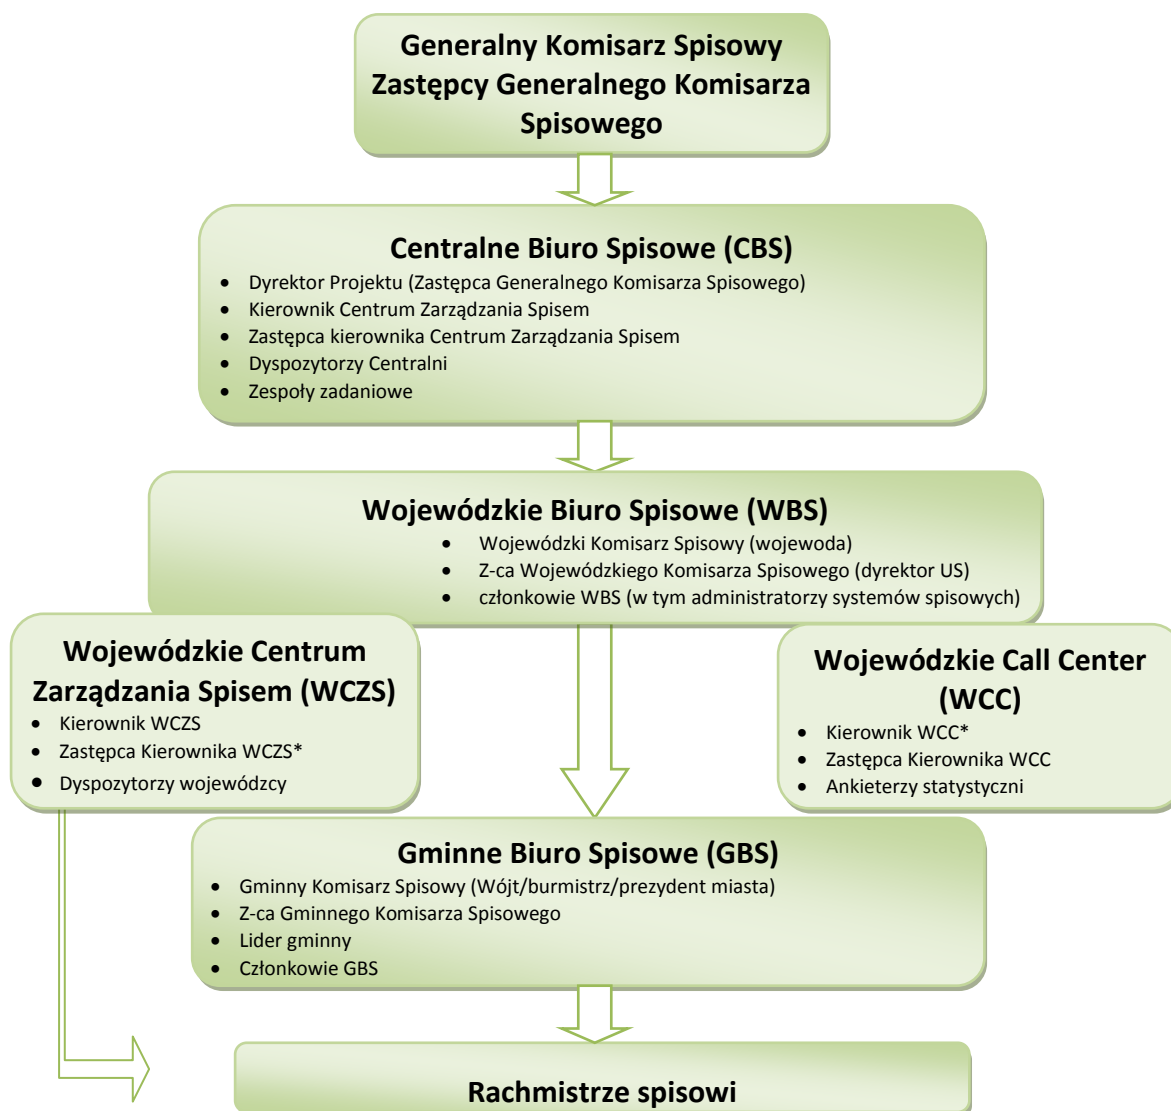 Generalny Komisarz Spisowy
Zastępcy Generalnego Komisarza
Spisowego
Centralne Biuro Spisowe (CBS)
• Dyrektor Projektu (Zastępca Generalnego Komisarza Spisowego)
• Kierownik Centrum Zarządzania Spisem
• Zastępca kierownika Centrum Zarządzania Spisem
• Dyspozytorzy Centralni
• Zespoły zadaniowe
Wojewódzkie Biuro Spisowe (WBS)
• Wojewódzki Komisarz Spisowy (wojewoda)
• Z-ca Wojewódzkiego Komisarza Spisowego (dyrektor US)
• członkowie WBS (w tym administratorzy systemów spisowych)
Wojewódzkie Centrum
Zarządzania Spisem (WCZS)
• Kierownik WCZS
• Zastępca Kierownika WCZS*
• Dyspozytorzy wojewódzcy
Wojewódzkie Call Center
(WCC)
• Kierownik WCC*
• Zastępca Kierownika WCC
• Ankieterzy statystyczni
Gminne Biuro Spisowe (GBS)
• Gminny Komisarz Spisowy (Wójt/burmistrz/prezydent miasta)
• Z-ca Gminnego Komisarza Spisowego
• Lider gminny
• Członkowie GBS
Rachmistrze spisowi